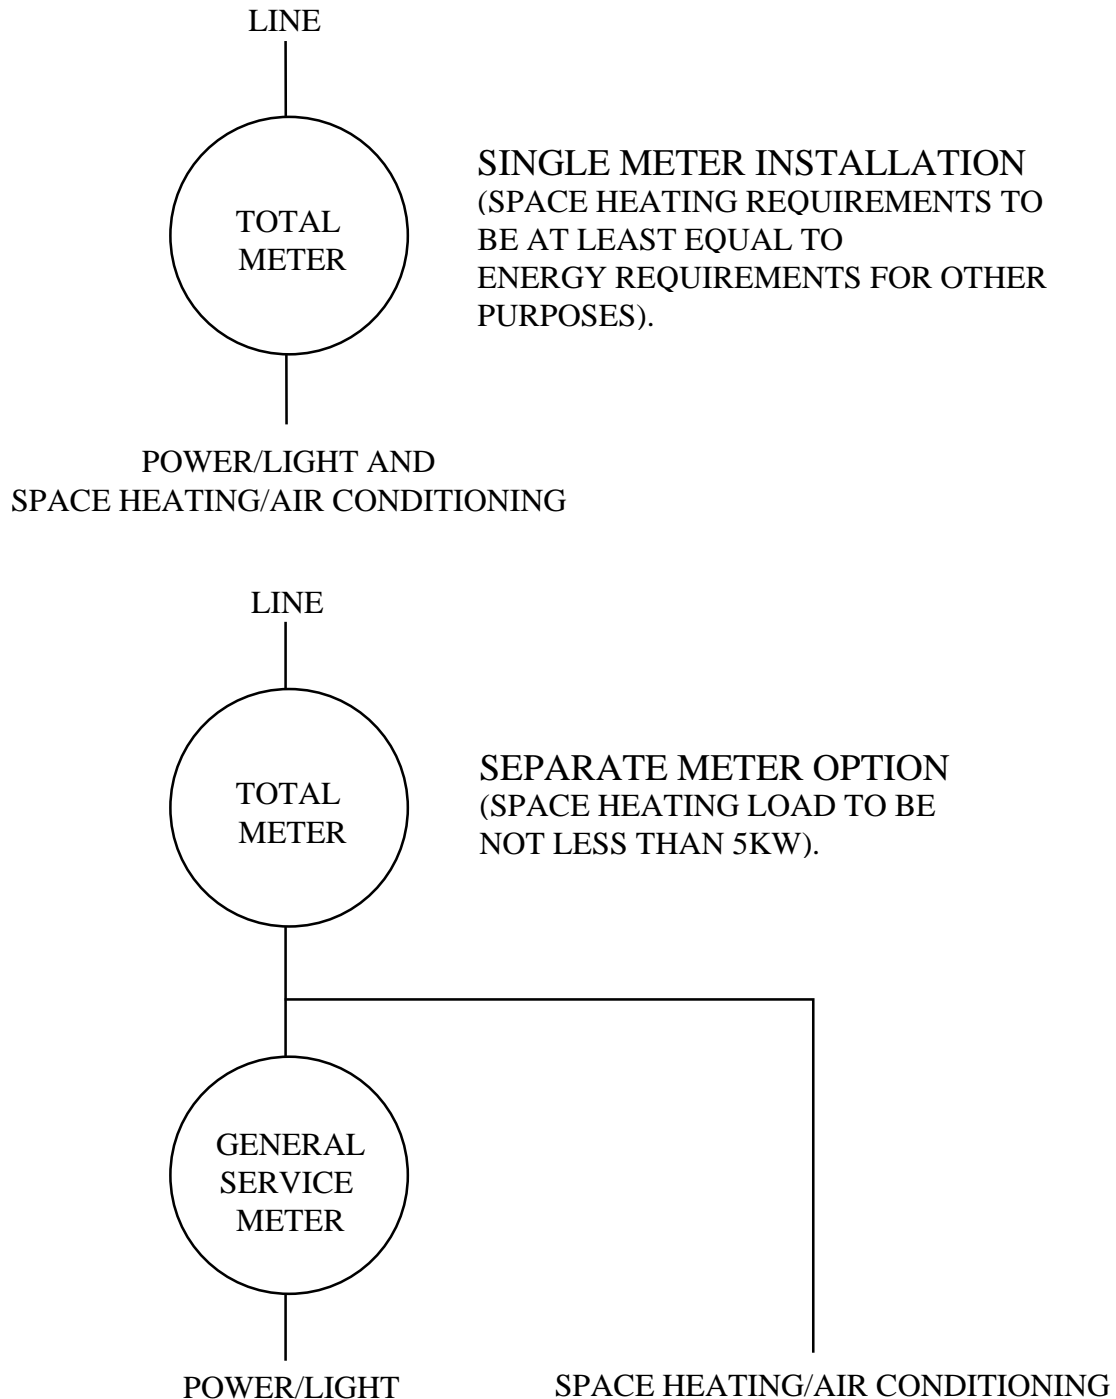 LINE
TOTAL
METER
SINGLE METER INSTALLATION
(SPACE HEATING REQUIREMENTS TO
BE AT LEAST EQUAL TO
ENERGY REQUIREMENTS FOR OTHER
PURPOSES).
POWER/LIGHT AND
SPACE HEATING/AIR CONDITIONING
LINE
TOTAL
METER
SEPARATE METER OPTION
(SPACE HEATING LOAD TO BE
NOT LESS THAN 5KW).
GENERAL
SERVICE
METER
POWER/LIGHT
SPACE HEATING/AIR CONDITIONING